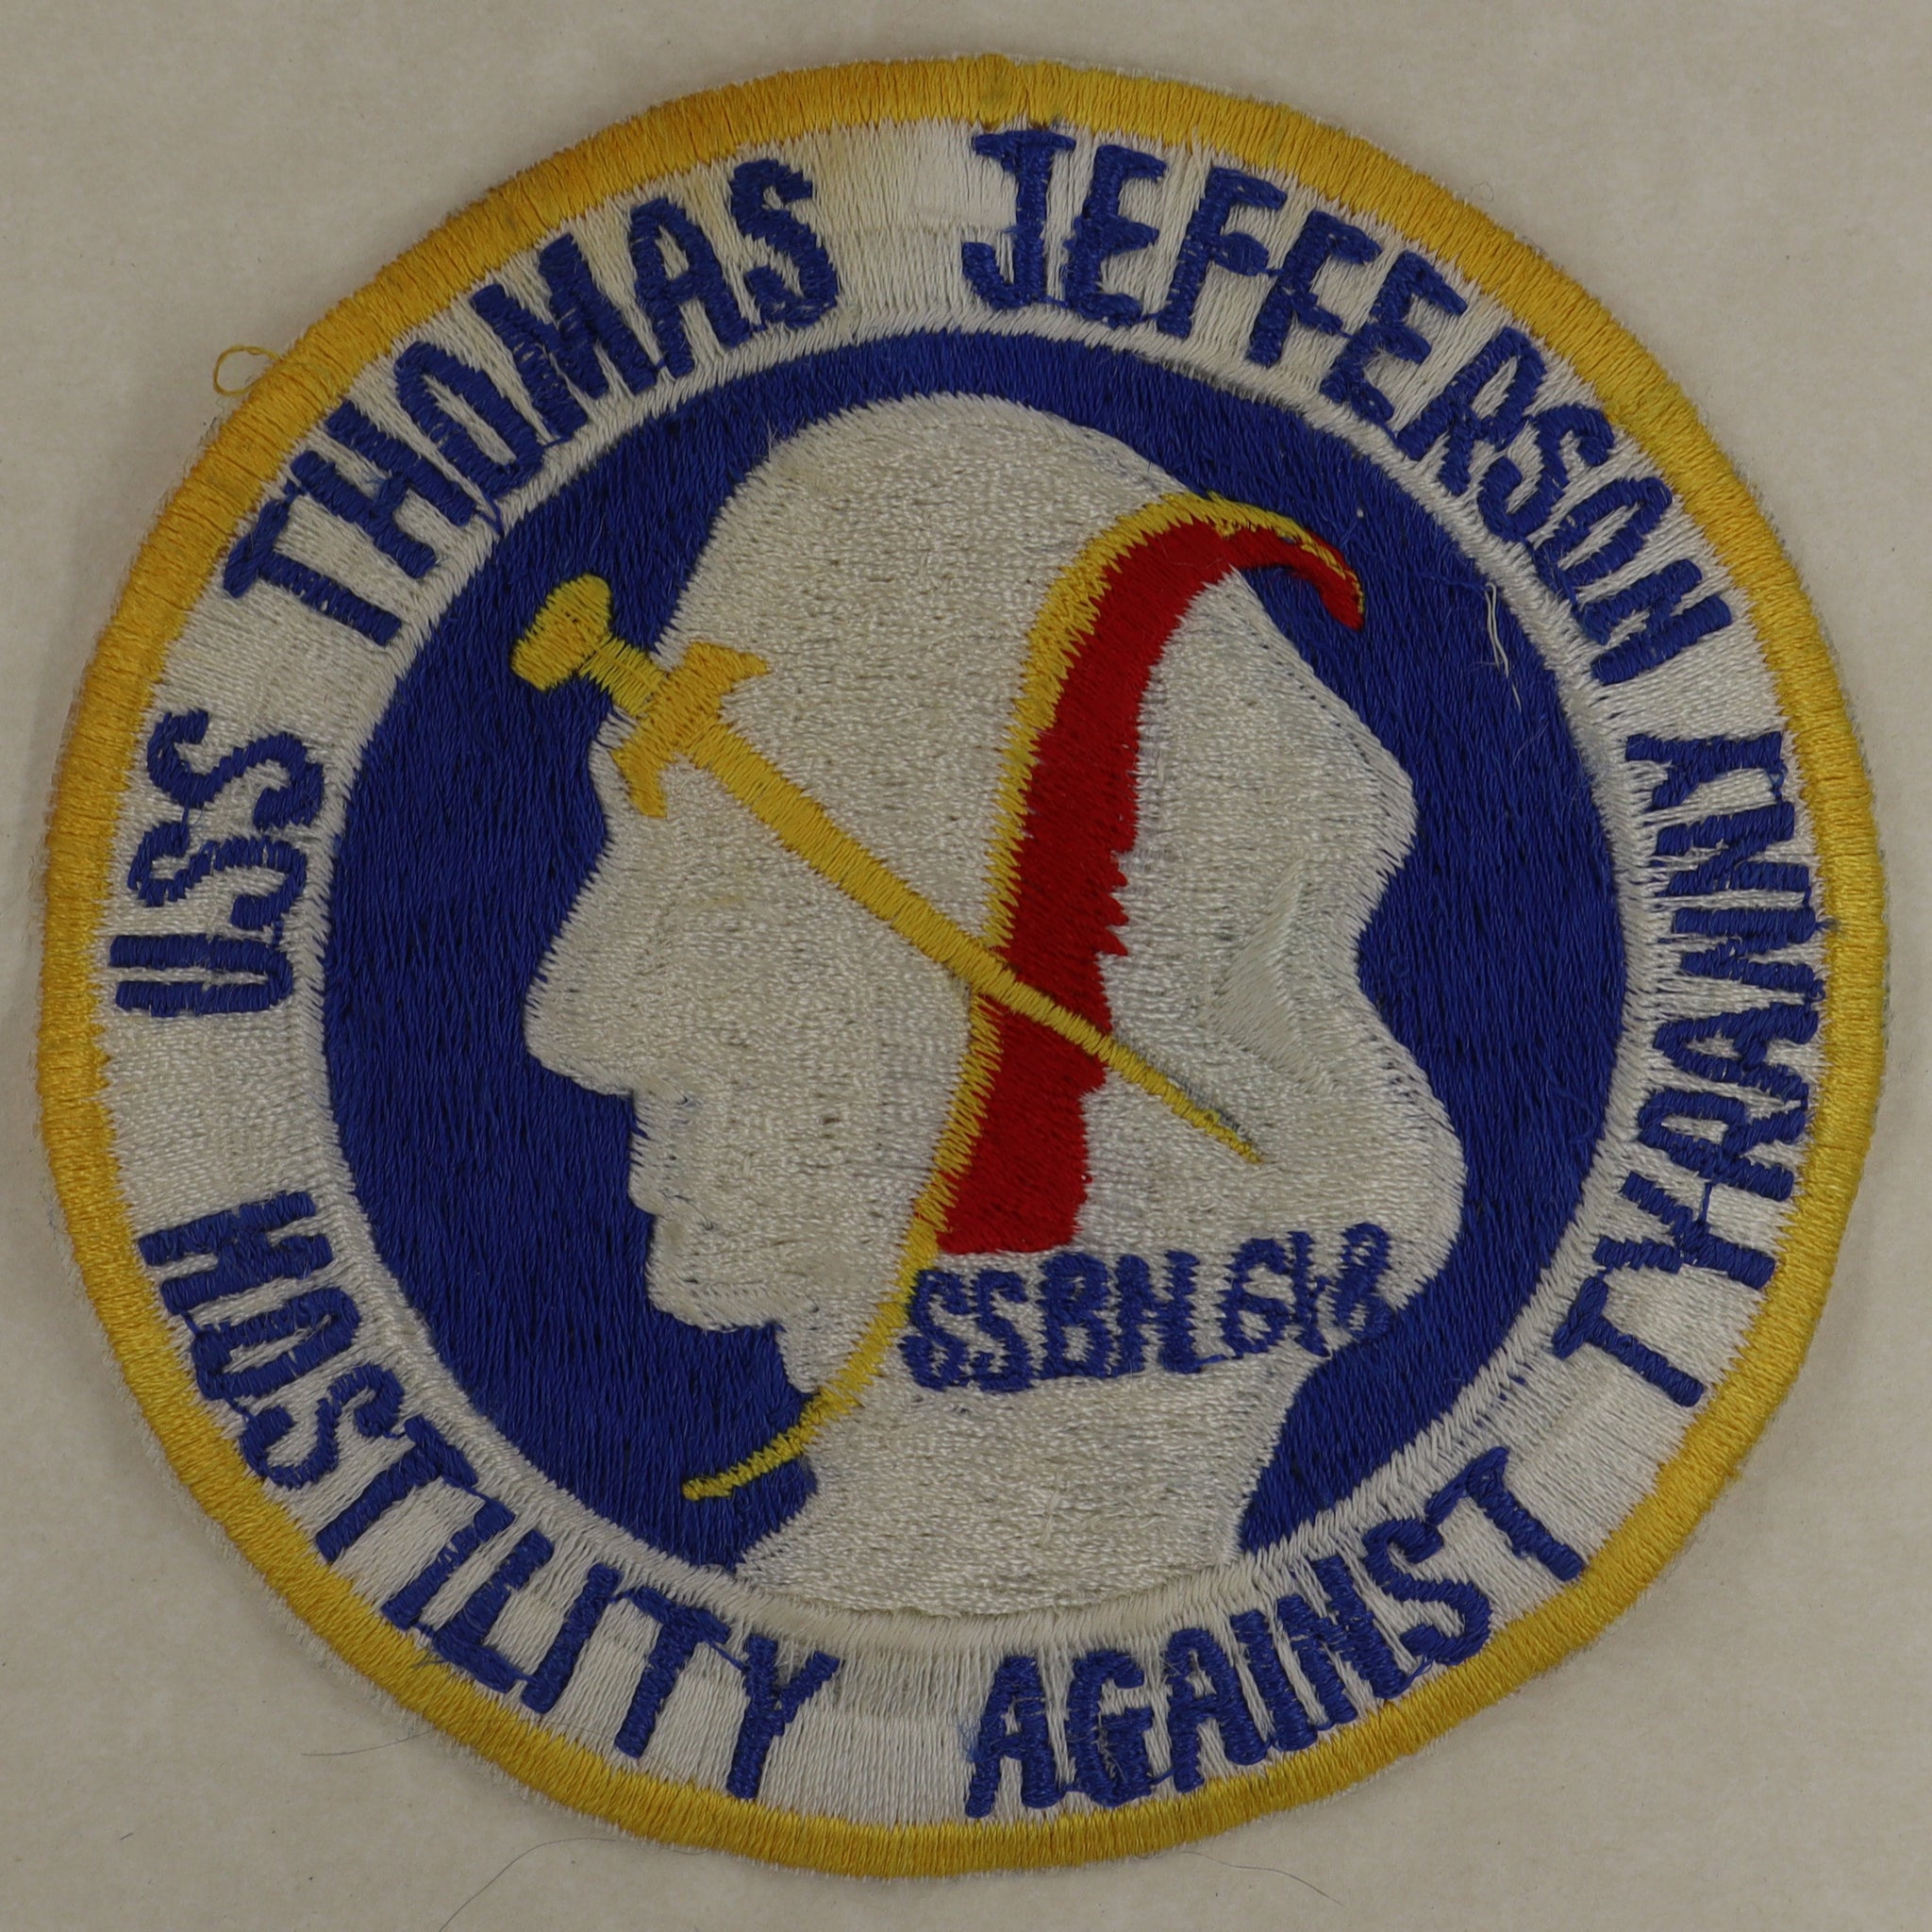 USS THOMAS JEFFERSON
HOSTILITY AGAINST TYRANNY
SSBN 618